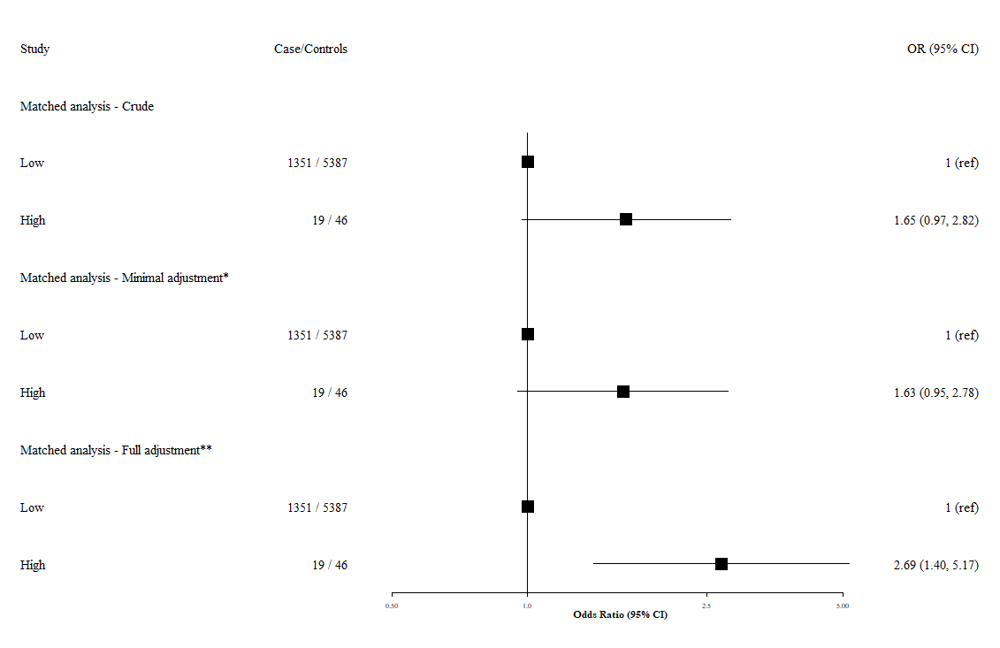 Study Case/Controls OR (95% CI)
Matched analysis - Crude
Low 1351 / 5387 1 (ref)
High 19 / 46 1.65 (0.97, 2.82)
Matched analysis - Minimal adjustment*
Low 1351 / 5387 1 (ref)
High 19 / 46 1.63 (0.95, 2.78)
Matched analysis - Full adjustment**
Low 1351 / 5387 1 (ref)
High 19 / 46 2.69 (1.40, 5.17)
0.50 1.0 2.5 5.00
Odds Ratio (95% CI)